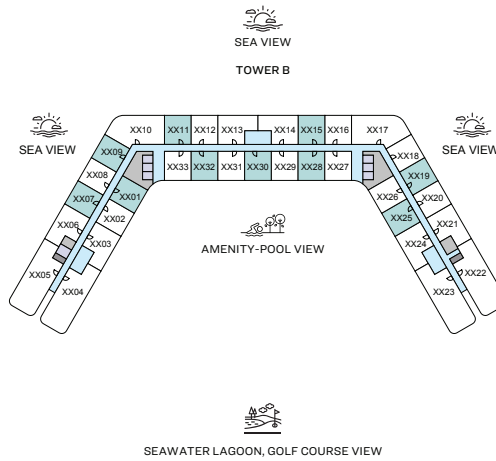 SEA VIEW
TOWER B
SEA VIEW
SEA VIEW
XX10
XX11
XX12
XX13
XX14
XX15
XX16
XX17
XX09
XX33
XX32
XX31
XX30
XX29
XX28
XX27
XX18
XX08
XX01
XX26
XX19
XX07
XX02
XX25
XX20
XX06
XX03
XX24
XX21
XX05
XX04
XX23
XX22
AMENITY-POOL VIEW
SEAWATER LAGOON, GOLF COURSE VIEW